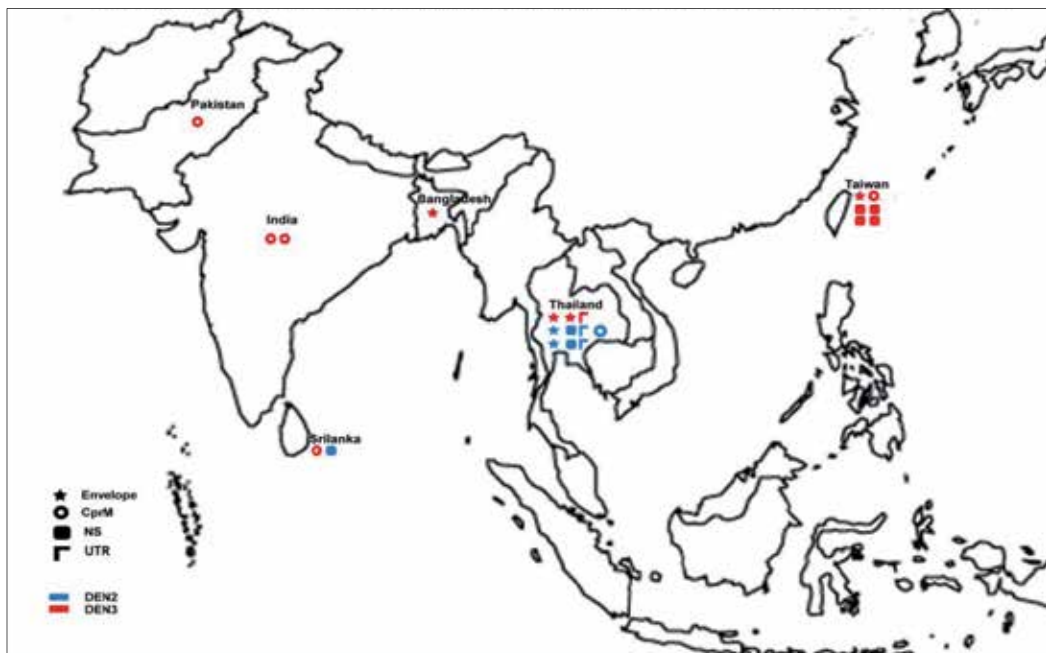 Pakistan
Taiwan
Bangladesh
India
Thailand
Srilanka
Envelope
CprM
NS
UTR
DEN2
DEN3